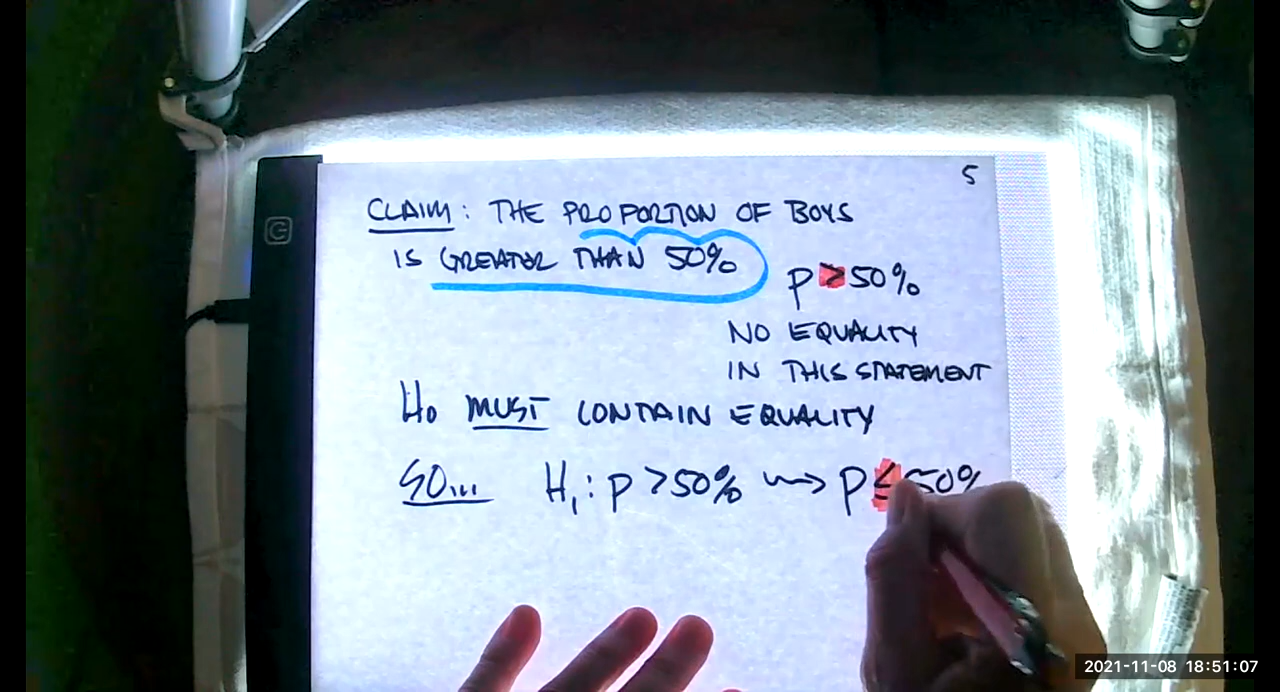 5
CLAIM: THE PROPORTION OF BOYS
IS GREATER THAN 50%
p > 50%
NO EQUALITY
IN THIS STATEMENT
H₀ MUST CONTAIN EQUALITY
SO... H₁: p > 50% ⟿ p ≤ 50%
2021-11-08 18:51:07